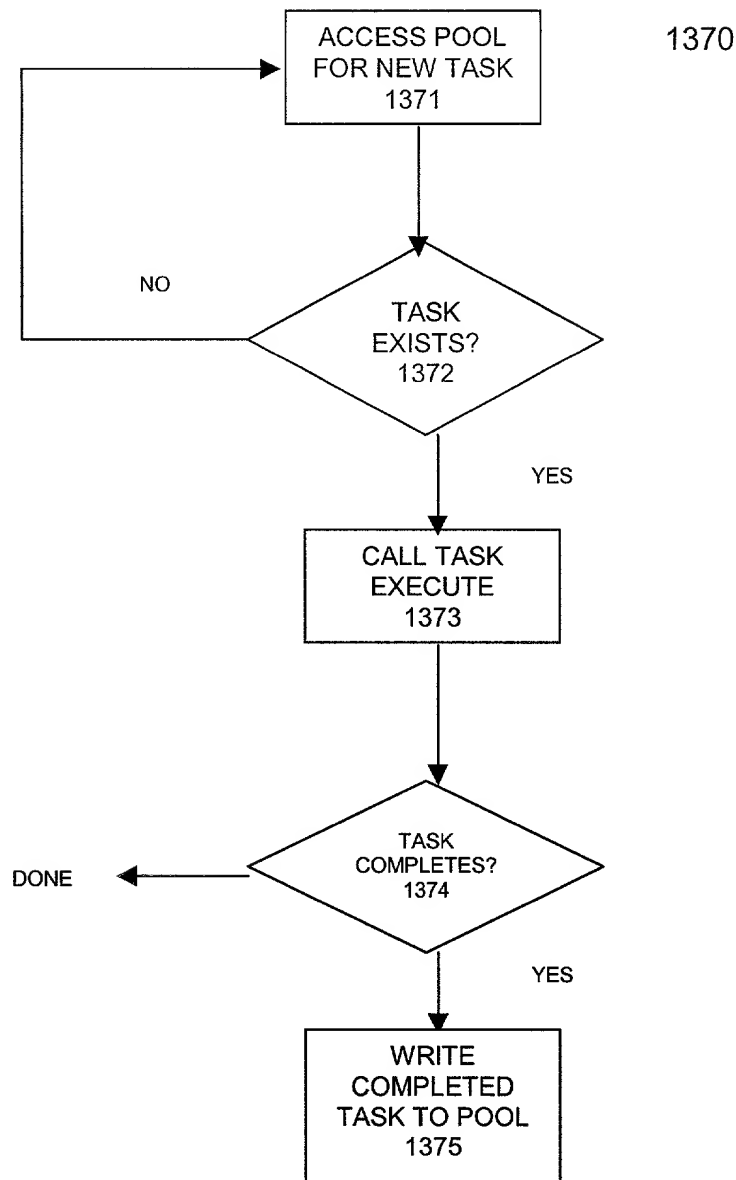 ACCESS POOL
FOR NEW TASK
1371
1370
NO
TASK
EXISTS?
1372
YES
CALL TASK
EXECUTE
1373
TASK
COMPLETES?
1374
DONE
YES
WRITE
COMPLETED
TASK TO POOL
1375